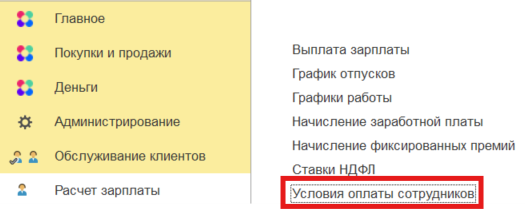 Главное
Покупки и продажи
Деньги
Администрирование
Обслуживание клиентов
Расчет зарплаты
Выплата зарплаты
График отпусков
Графики работы
Начисление заработной платы
Начисление фиксированных премий
Ставки НДФЛ
Условия оплаты сотрудников